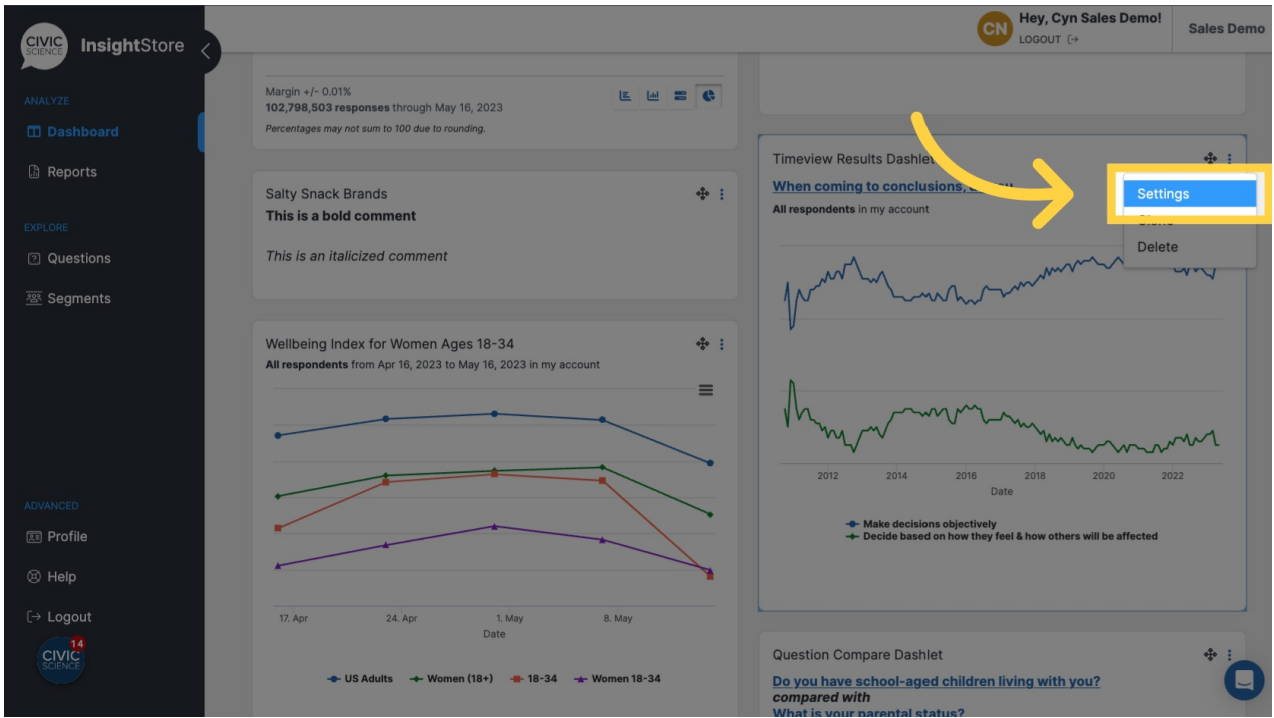 CIVIC
SCIENCE
InsightStore
ANALYZE
Dashboard
Reports
EXPLORE
Questions
Segments
ADVANCED
Profile
Help
Logout
14
CIVIC
SCIENCE
CN
Hey, Cyn Sales Demo!
LOGOUT
Sales Demo
Margin +/- 0.01%
102,798,503 responses through May 16, 2023
Percentages may not sum to 100 due to rounding.
Salty Snack Brands
This is a bold comment
This is an italicized comment
Wellbeing Index for Women Ages 18-34
All respondents from Apr 16, 2023 to May 16, 2023 in my account
17. Apr 24. Apr 1. May 8. May
Date
US Adults Women (18+) 18-34 Women 18-34
Timeview Results Dashlet
When coming to conclusions,
All respondents in my account
Settings
Delete
2012 2014 2016 2018 2020 2022
Date
Make decisions objectively
Decide based on how they feel & how others will be affected
Question Compare Dashlet
Do you have school-aged children living with you?
compared with
What is your parental status?